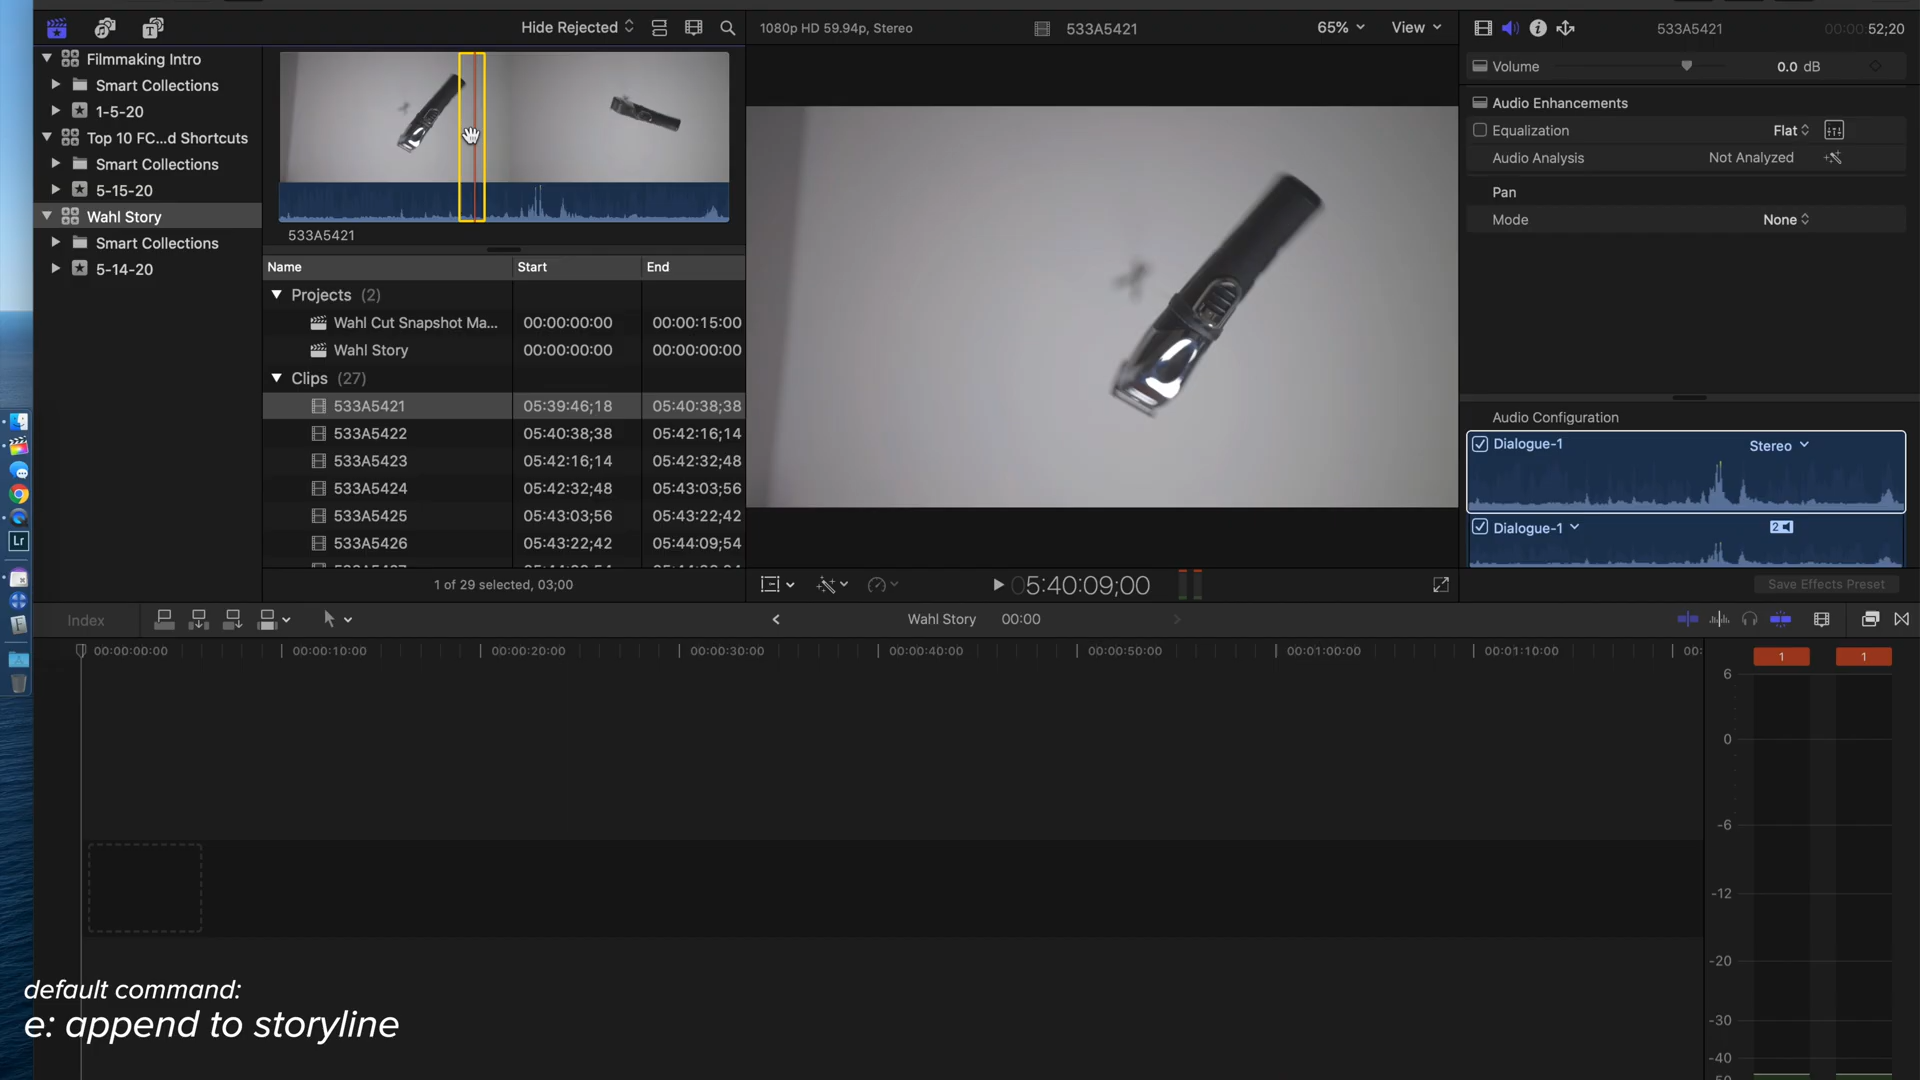 Hide Rejected
1080p HD 59.94p, Stereo
533A5421
65%
View
533A5421
00:00:00:52;20
Filmmaking Intro
Smart Collections
1-5-20
Top 10 FC...d Shortcuts
Smart Collections
5-15-20
Wahl Story
Smart Collections
5-14-20
533A5421
Name Start End
Projects (2)
Wahl Cut Snapshot Ma... 00:00:00:00 00:00:15:00
Wahl Story 00:00:00:00 00:00:00:00
Clips (27)
533A5421 05:39:46;18 05:40:38;38
533A5422 05:40:38;38 05:42:16;14
533A5423 05:42:16;14 05:42:32;48
533A5424 05:42:32;48 05:43:03;56
533A5425 05:43:03;56 05:43:22;42
533A5426 05:43:22;42 05:44:09;54
1 of 29 selected, 03;00
05:40:09;00
Volume 0.0 dB
Audio Enhancements
Equalization Flat
Audio Analysis Not Analyzed
Pan
Mode None
Audio Configuration
Dialogue-1 Stereo
Dialogue-1 2
Save Effects Preset
Lr
Index
Wahl Story 00:00
00:00:00:00 00:00:10:00 00:00:20:00 00:00:30:00 00:00:40:00 00:00:50:00 00:01:00:00 00:01:10:00 00:
1 1
6
0
-6
-12
-20
-30
-40
default command:
e: append to storyline